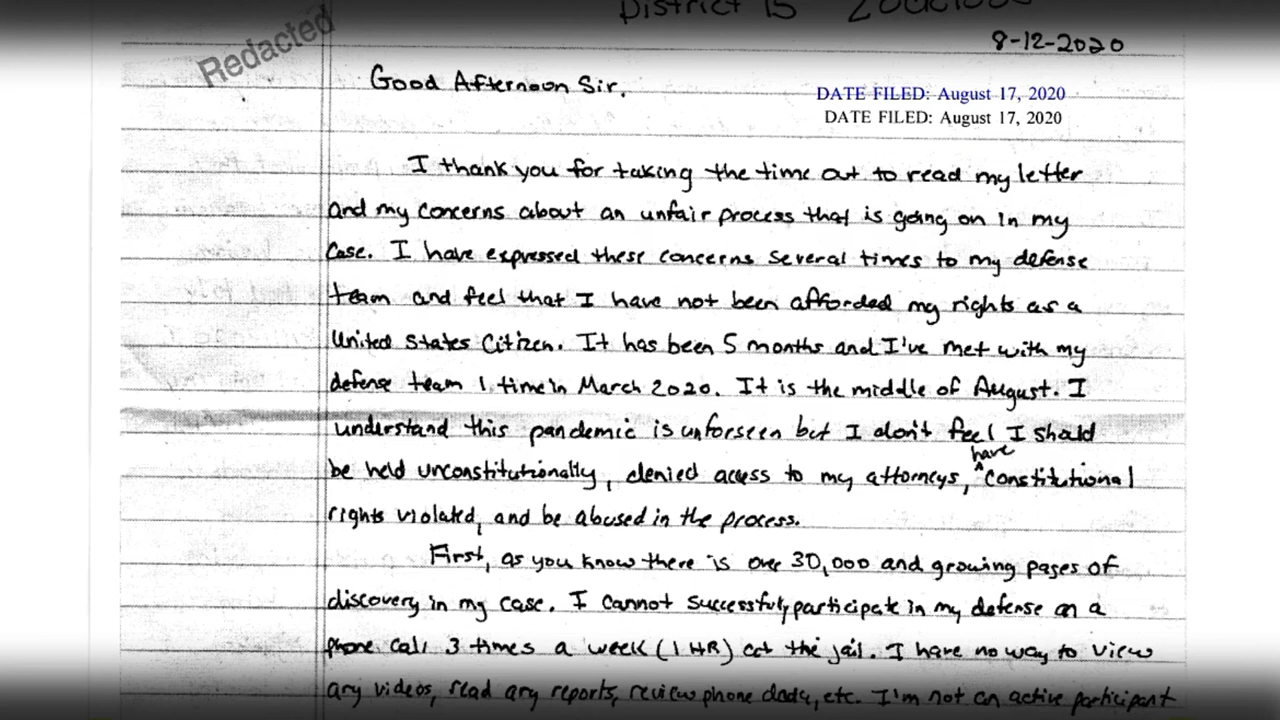 District 15
8-12-2020
Redacted
Good Afternoon Sir,
DATE FILED: August 17, 2020
DATE FILED: August 17, 2020
I thank you for taking the time out to read my letter
and my concerns about an unfair process that is going on in my
case. I have expressed these concerns several times to my defense
team and feel that I have not been afforded my rights as a
United States Citizen. It has been 5 months and I've met with my
defense team 1 time in March 2020. It is the middle of August. I
understand this pandemic is unforseen but I don't feel I should
be held unconstitutionally, denied access to my attorneys, have constitutional
rights violated, and be abused in the process.
First, as you know there is over 30,000 and growing pages of
discovery in my case. I cannot successfuly participate in my defense on a
phone call 3 times a week (1 HR) at the jail. I have no way to view
any videos, read any reports, review phone data, etc. I'm not an active participant